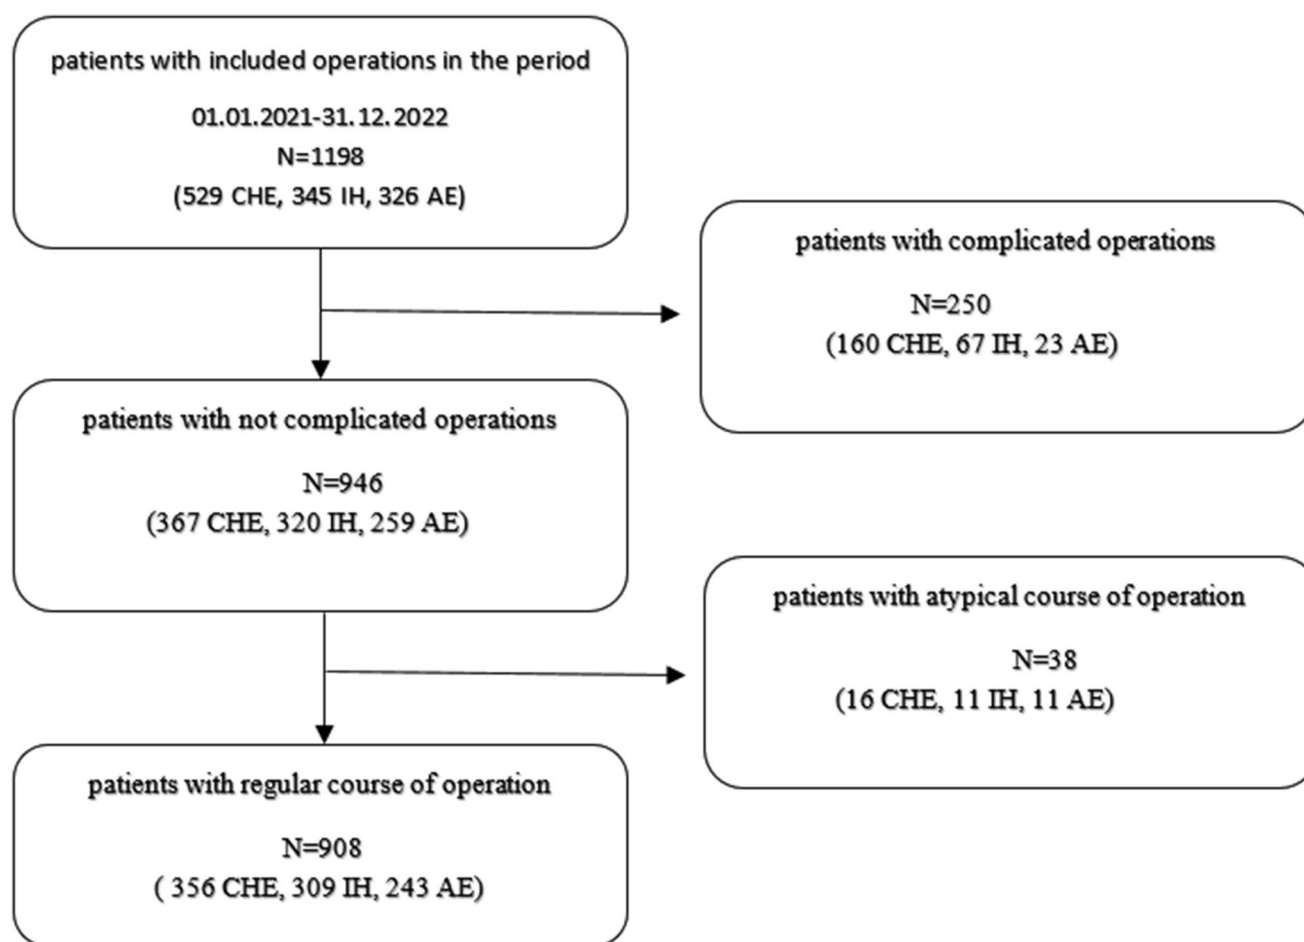 patients with included operations in the period
01.01.2021-31.12.2022
N=1198
(529 CHE, 345 IH, 326 AE)
patients with complicated operations
N=250
(160 CHE, 67 IH, 23 AE)
patients with not complicated operations
N=946
(367 CHE, 320 IH, 259 AE)
patients with atypical course of operation
N=38
(16 CHE, 11 IH, 11 AE)
patients with regular course of operation
N=908
( 356 CHE, 309 IH, 243 AE)